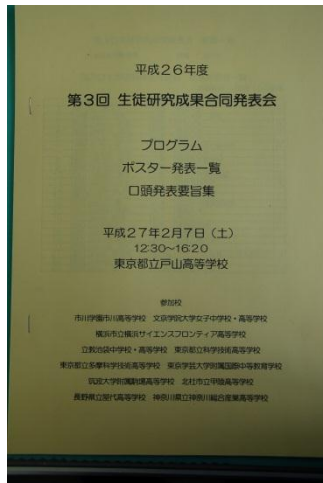 平成26年度
第3回 生徒研究成果合同発表会
プログラム
ポスター発表一覧
口頭発表要旨集
平成27年2月7日（土）
12:30~16:20
東京都立戸山高等学校
参加校
市川学園市川高等学校 文京学院大学女子中学校・高等学校
横浜市立横浜サイエンスフロンティア高等学校
立教池袋中学校・高等学校 東京都立科学技術高等学校
東京都立多摩科学技術高等学校 東京学芸大学附属国際中等教育学校
筑波大学附属駒場高等学校 北杜市立甲陵高等学校
長野県立屋代高等学校 神奈川県立神奈川総合産業高等学校